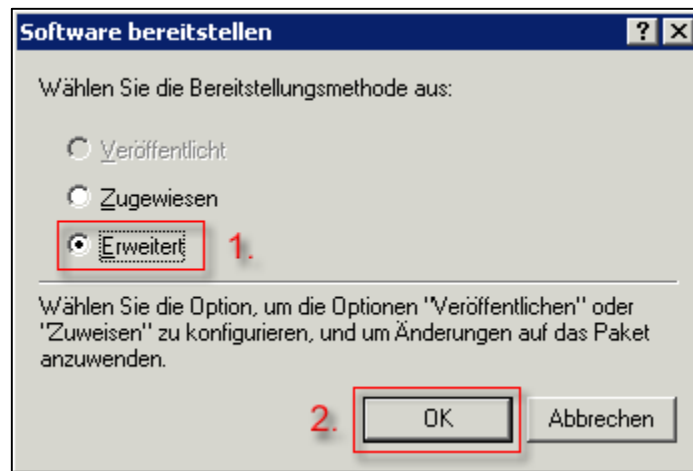 Software bereitstellen
Wählen Sie die Bereitstellungsmethode aus:
Veröffentlicht
Zugewiesen
Erweitert 1.
Wählen Sie die Option, um die Optionen "Veröffentlichen" oder
"Zuweisen" zu konfigurieren, und um Änderungen auf das Paket
anzuwenden.
2. OK Abbrechen